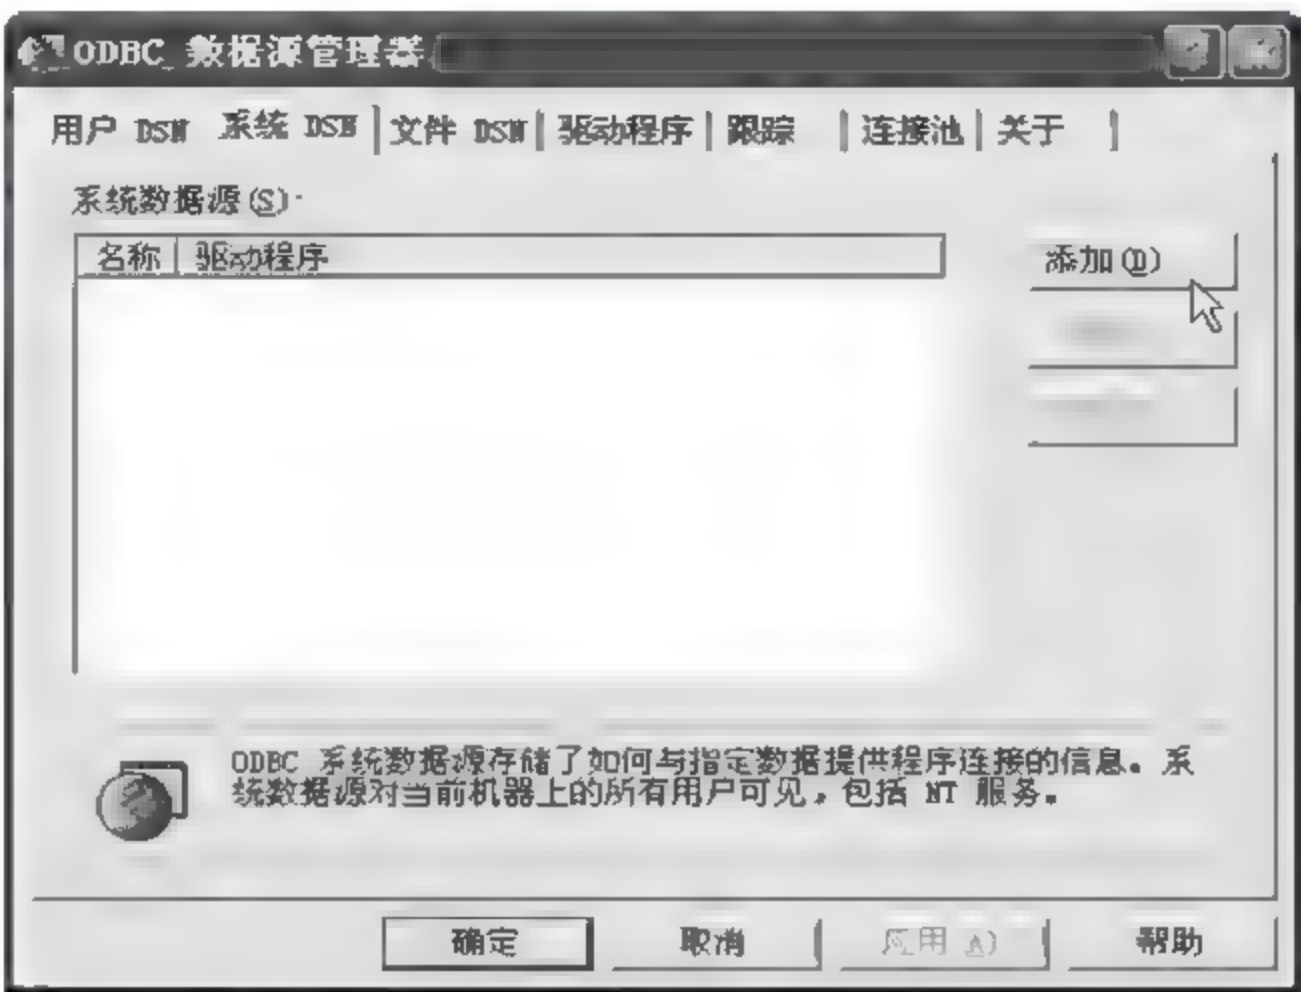 ODBC 数据源管理器
用户 DSN 系统 DSN 文件 DSN 驱动程序 跟踪 连接池 关于
系统数据源(S):
名称 驱动程序
添加(D)
ODBC 系统数据源存储了如何与指定数据提供程序连接的信息。系
统数据源对当前机器上的所有用户可见,包括 NT 服务。
确定 取消 应用(A) 帮助